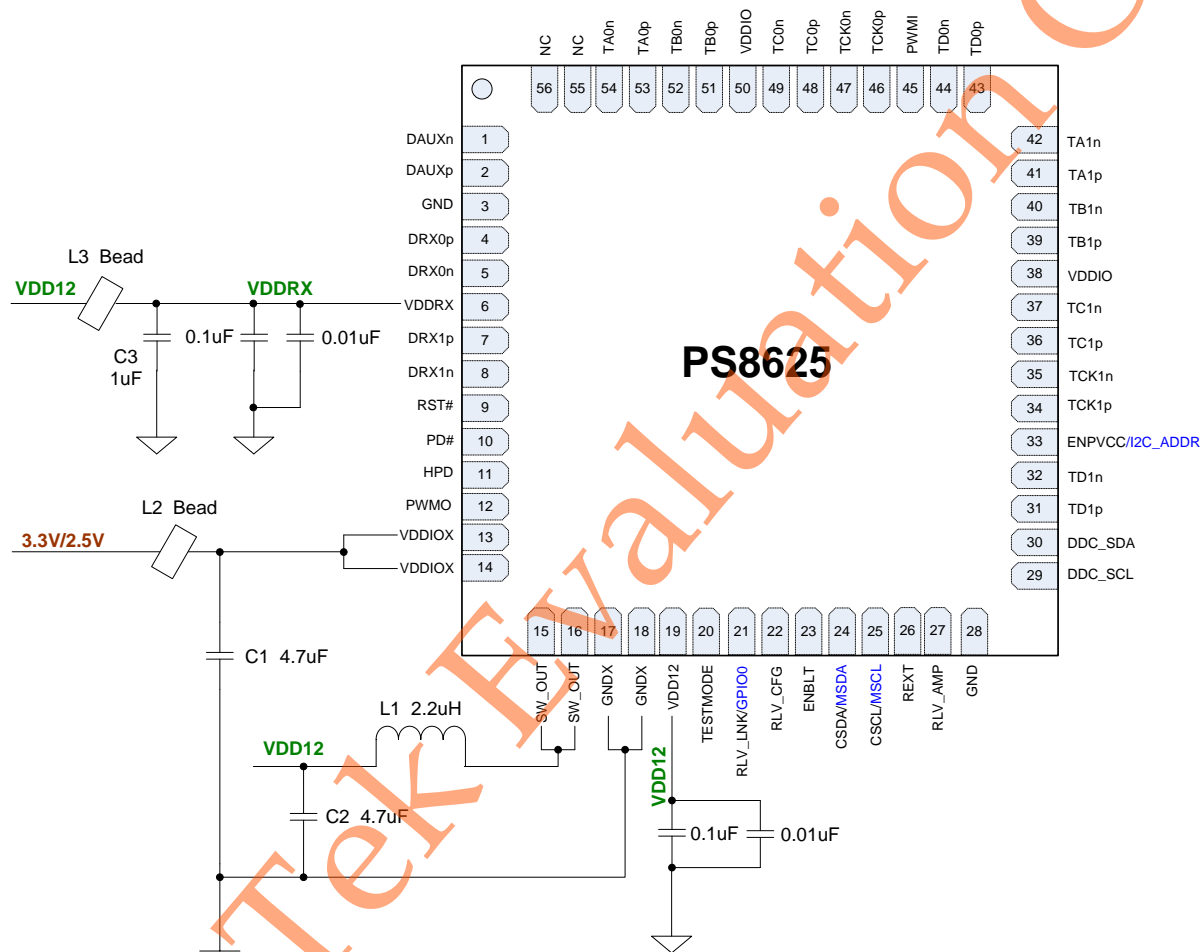 NC
NC
TA0n
TA0p
TB0n
TB0p
VDDIO
TC0n
TC0p
TCK0n
TCK0p
PWMI
TD0n
TD0p
56
55
54
53
52
51
50
49
48
47
46
45
44
43
DAUXn 1
DAUXp 2
GND 3
DRX0p 4
DRX0n 5
VDDRX 6
DRX1p 7
DRX1n 8
RST# 9
PD# 10
HPD 11
PWMO 12
VDDIOX 13
VDDIOX 14
42 TA1n
41 TA1p
40 TB1n
39 TB1p
38 VDDIO
37 TC1n
36 TC1p
35 TCK1n
34 TCK1p
33 ENPVCC/I2C_ADDR
32 TD1n
31 TD1p
30 DDC_SDA
29 DDC_SCL
PS8625
L3 Bead
VDD12
VDDRX
C3
1uF
0.1uF
0.01uF
L2 Bead
3.3V/2.5V
C1 4.7uF
L1 2.2uH
VDD12
C2 4.7uF
15
16
17
18
19
20
21
22
23
24
25
26
27
28
SW_OUT
SW_OUT
GNDX
GNDX
VDD12
TESTMODE
RLV_LNK/GPIO0
RLV_CFG
ENBLT
CSDA/MSDA
CSCL/MSCL
REXT
RLV_AMP
GND
VDD12
0.1uF
0.01uF
Tek Evaluation